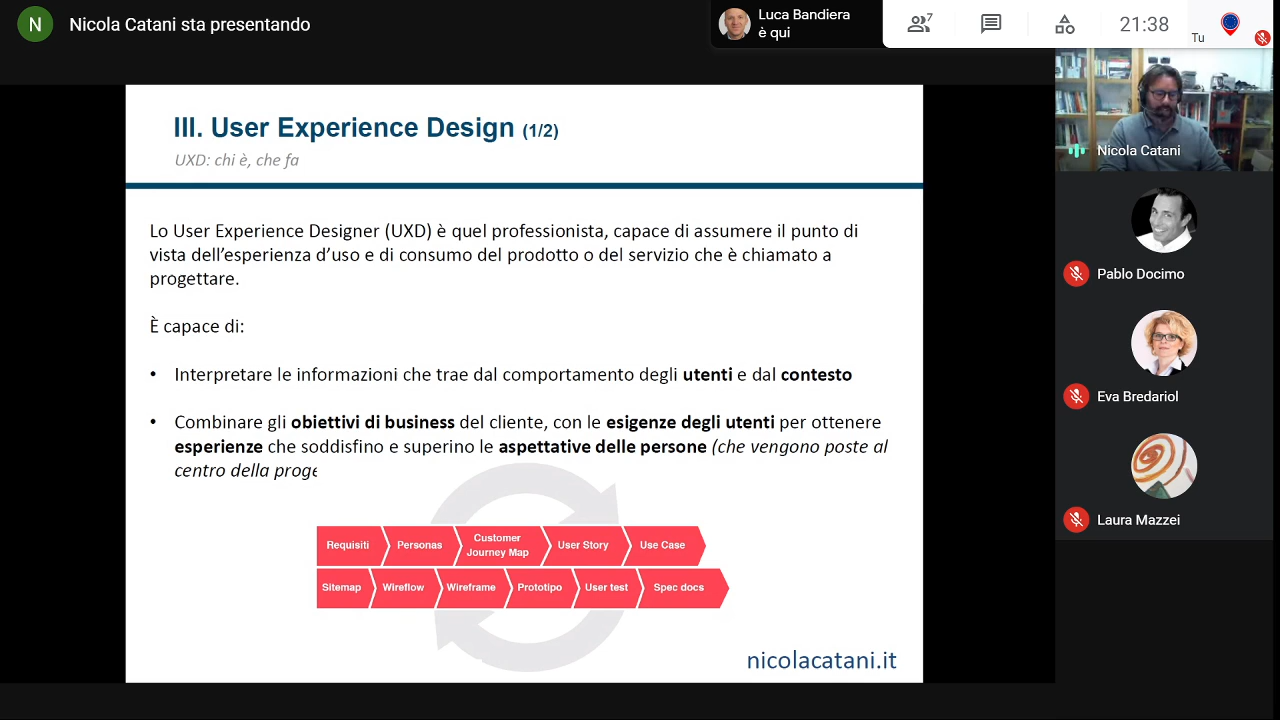 N
Nicola Catani sta presentando
Luca Bandiera
è qui
7
21:38
Tu
III. User Experience Design (1/2)
UXD: chi è, che fa
Lo User Experience Designer (UXD) è quel professionista, capace di assumere il punto di
vista dell'esperienza d'uso e di consumo del prodotto o del servizio che è chiamato a
progettare.
È capace di:
• Interpretare le informazioni che trae dal comportamento degli utenti e dal contesto
• Combinare gli obiettivi di business del cliente, con le esigenze degli utenti per ottenere
esperienze che soddisfino e superino le aspettative delle persone (che vengono poste al
centro della proge
Requisiti
Personas
Customer
Journey Map
User Story
Use Case
Sitemap
Wireflow
Wireframe
Prototipo
User test
Spec docs
nicolacatani.it
Nicola Catani
Pablo Docimo
Eva Bredariol
Laura Mazzei